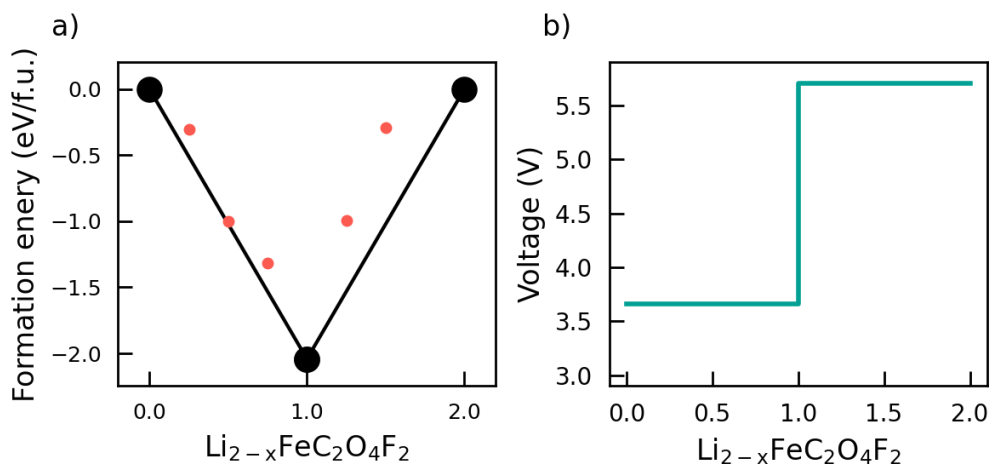 a)
Formation enery (eV/f.u.)
0.0
−0.5
−1.0
−1.5
−2.0
0.0 1.0 2.0
Li₂₋ₓFeC₂O₄F₂
b)
Voltage (V)
5.5
5.0
4.5
4.0
3.5
3.0
0.0 0.5 1.0 1.5 2.0
Li₂₋ₓFeC₂O₄F₂